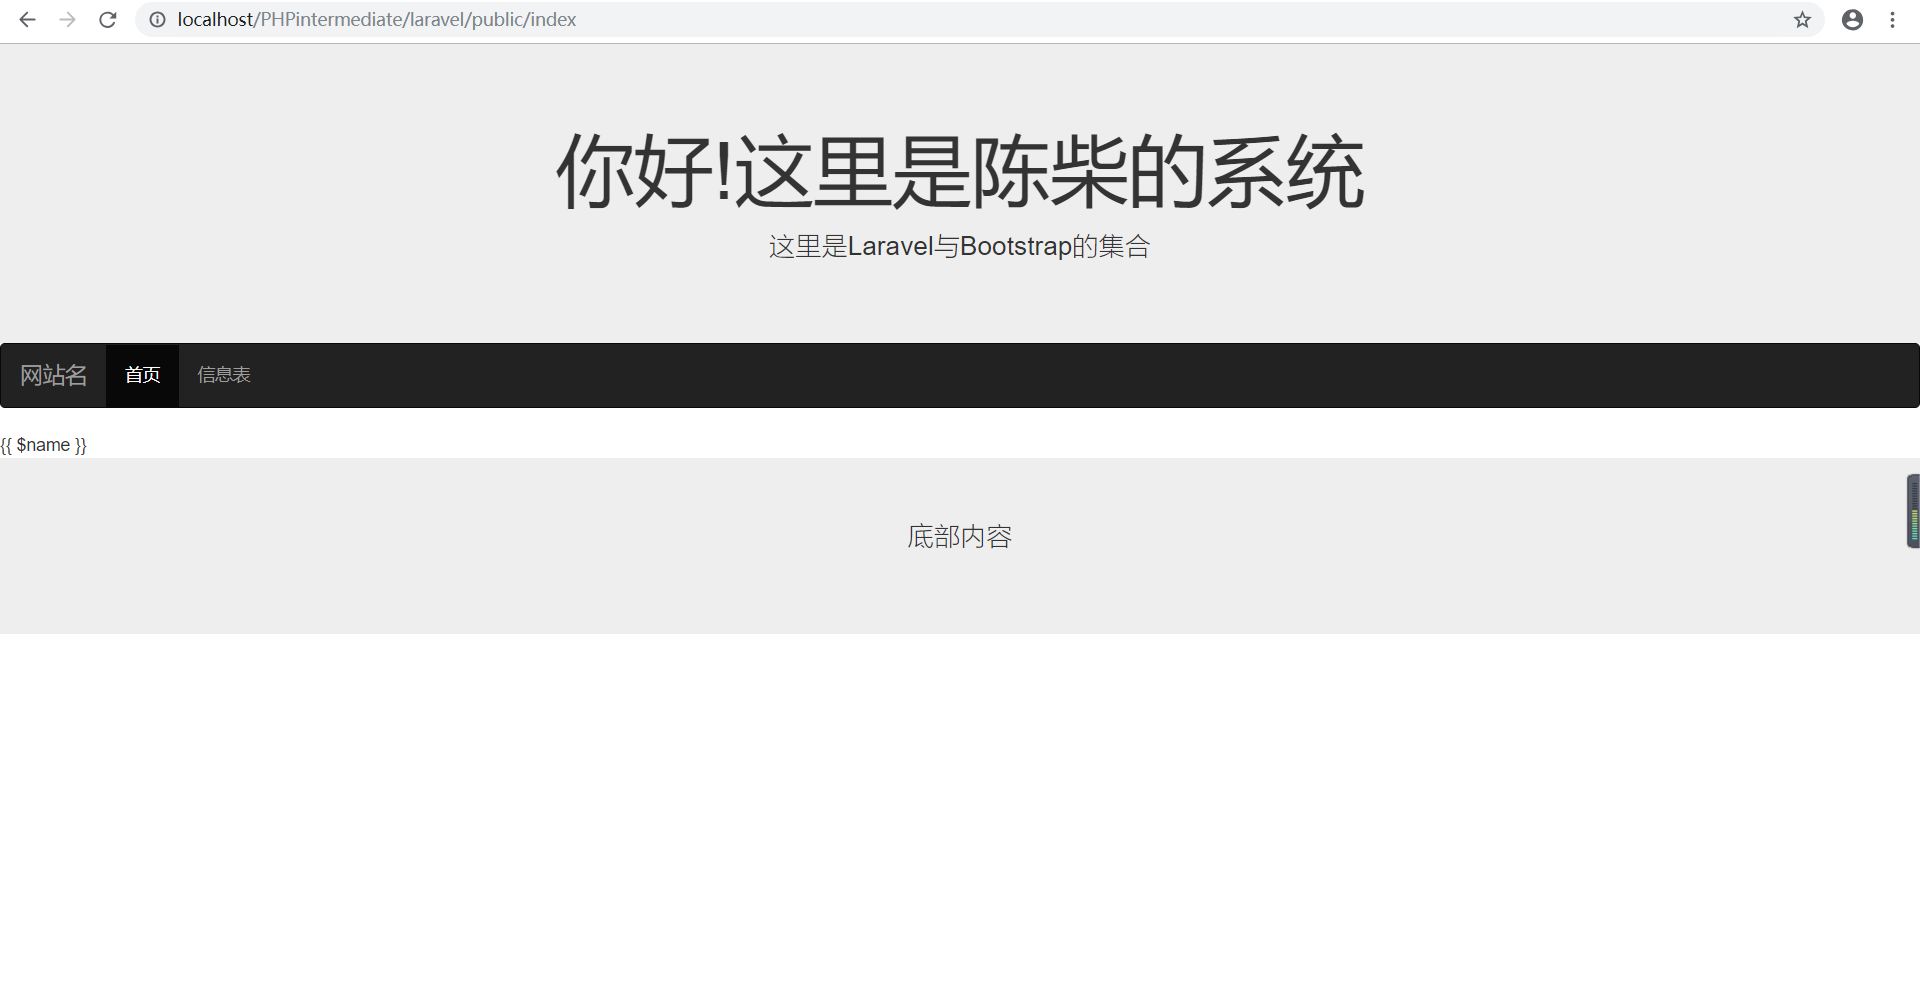 localhost/PHPintermediate/laravel/public/index
你好!这里是陈柴的系统
这里是Laravel与Bootstrap的集合
网站名 首页 信息表
{{ $name }}
底部内容